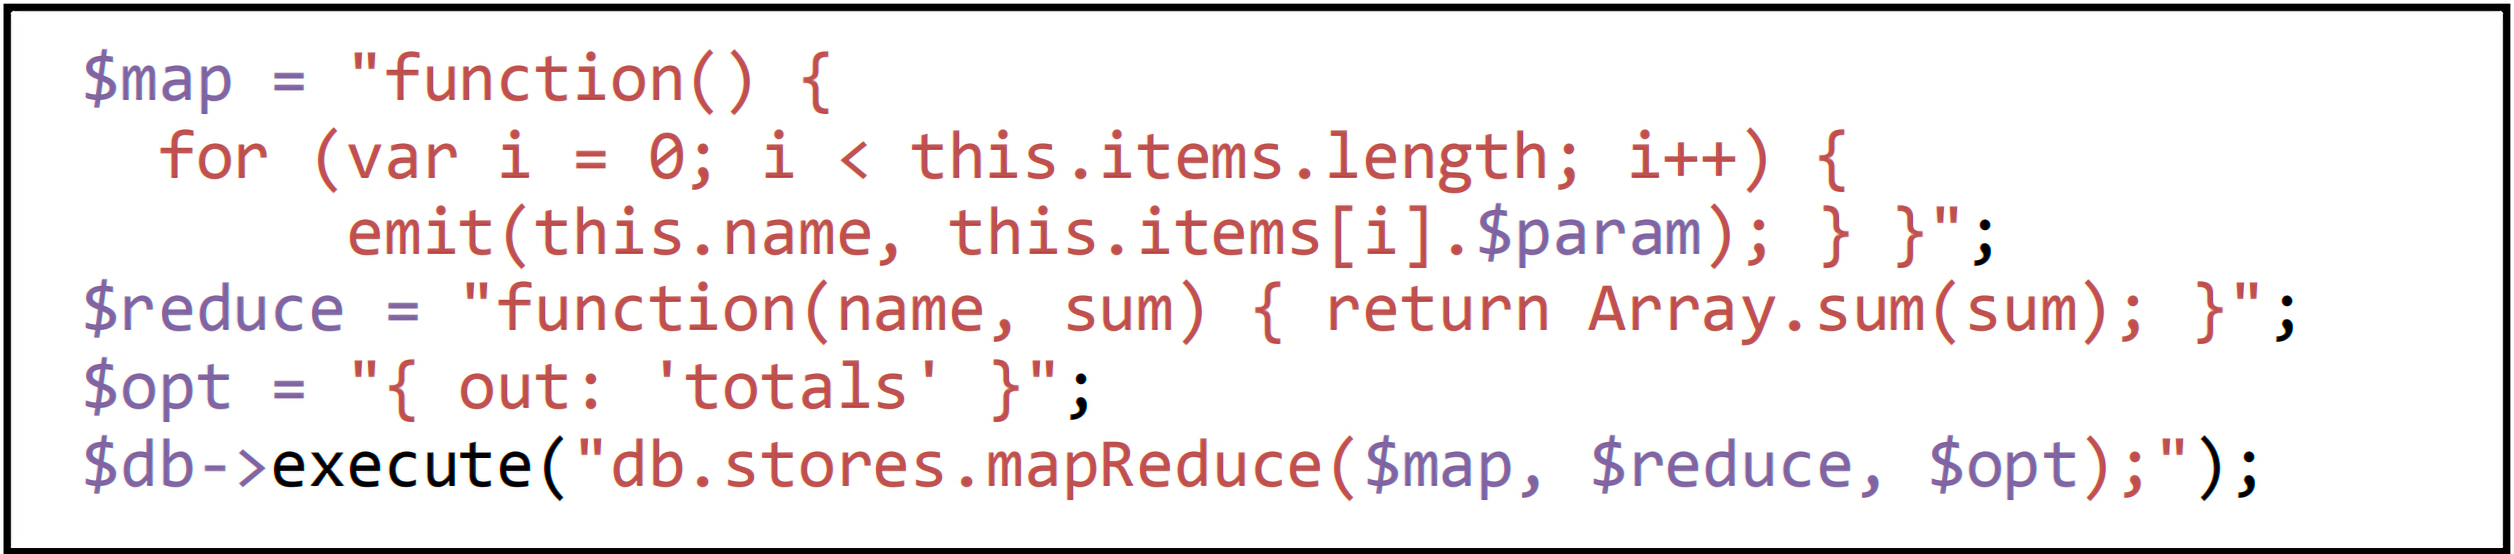 $map = "function() {
for (var i = 0; i < this.items.length; i++) {
emit(this.name, this.items[i].$param); } }";
$reduce = "function(name, sum) { return Array.sum(sum); }";
$opt = "{ out: 'totals' }";
$db->execute("db.stores.mapReduce($map, $reduce, $opt);");